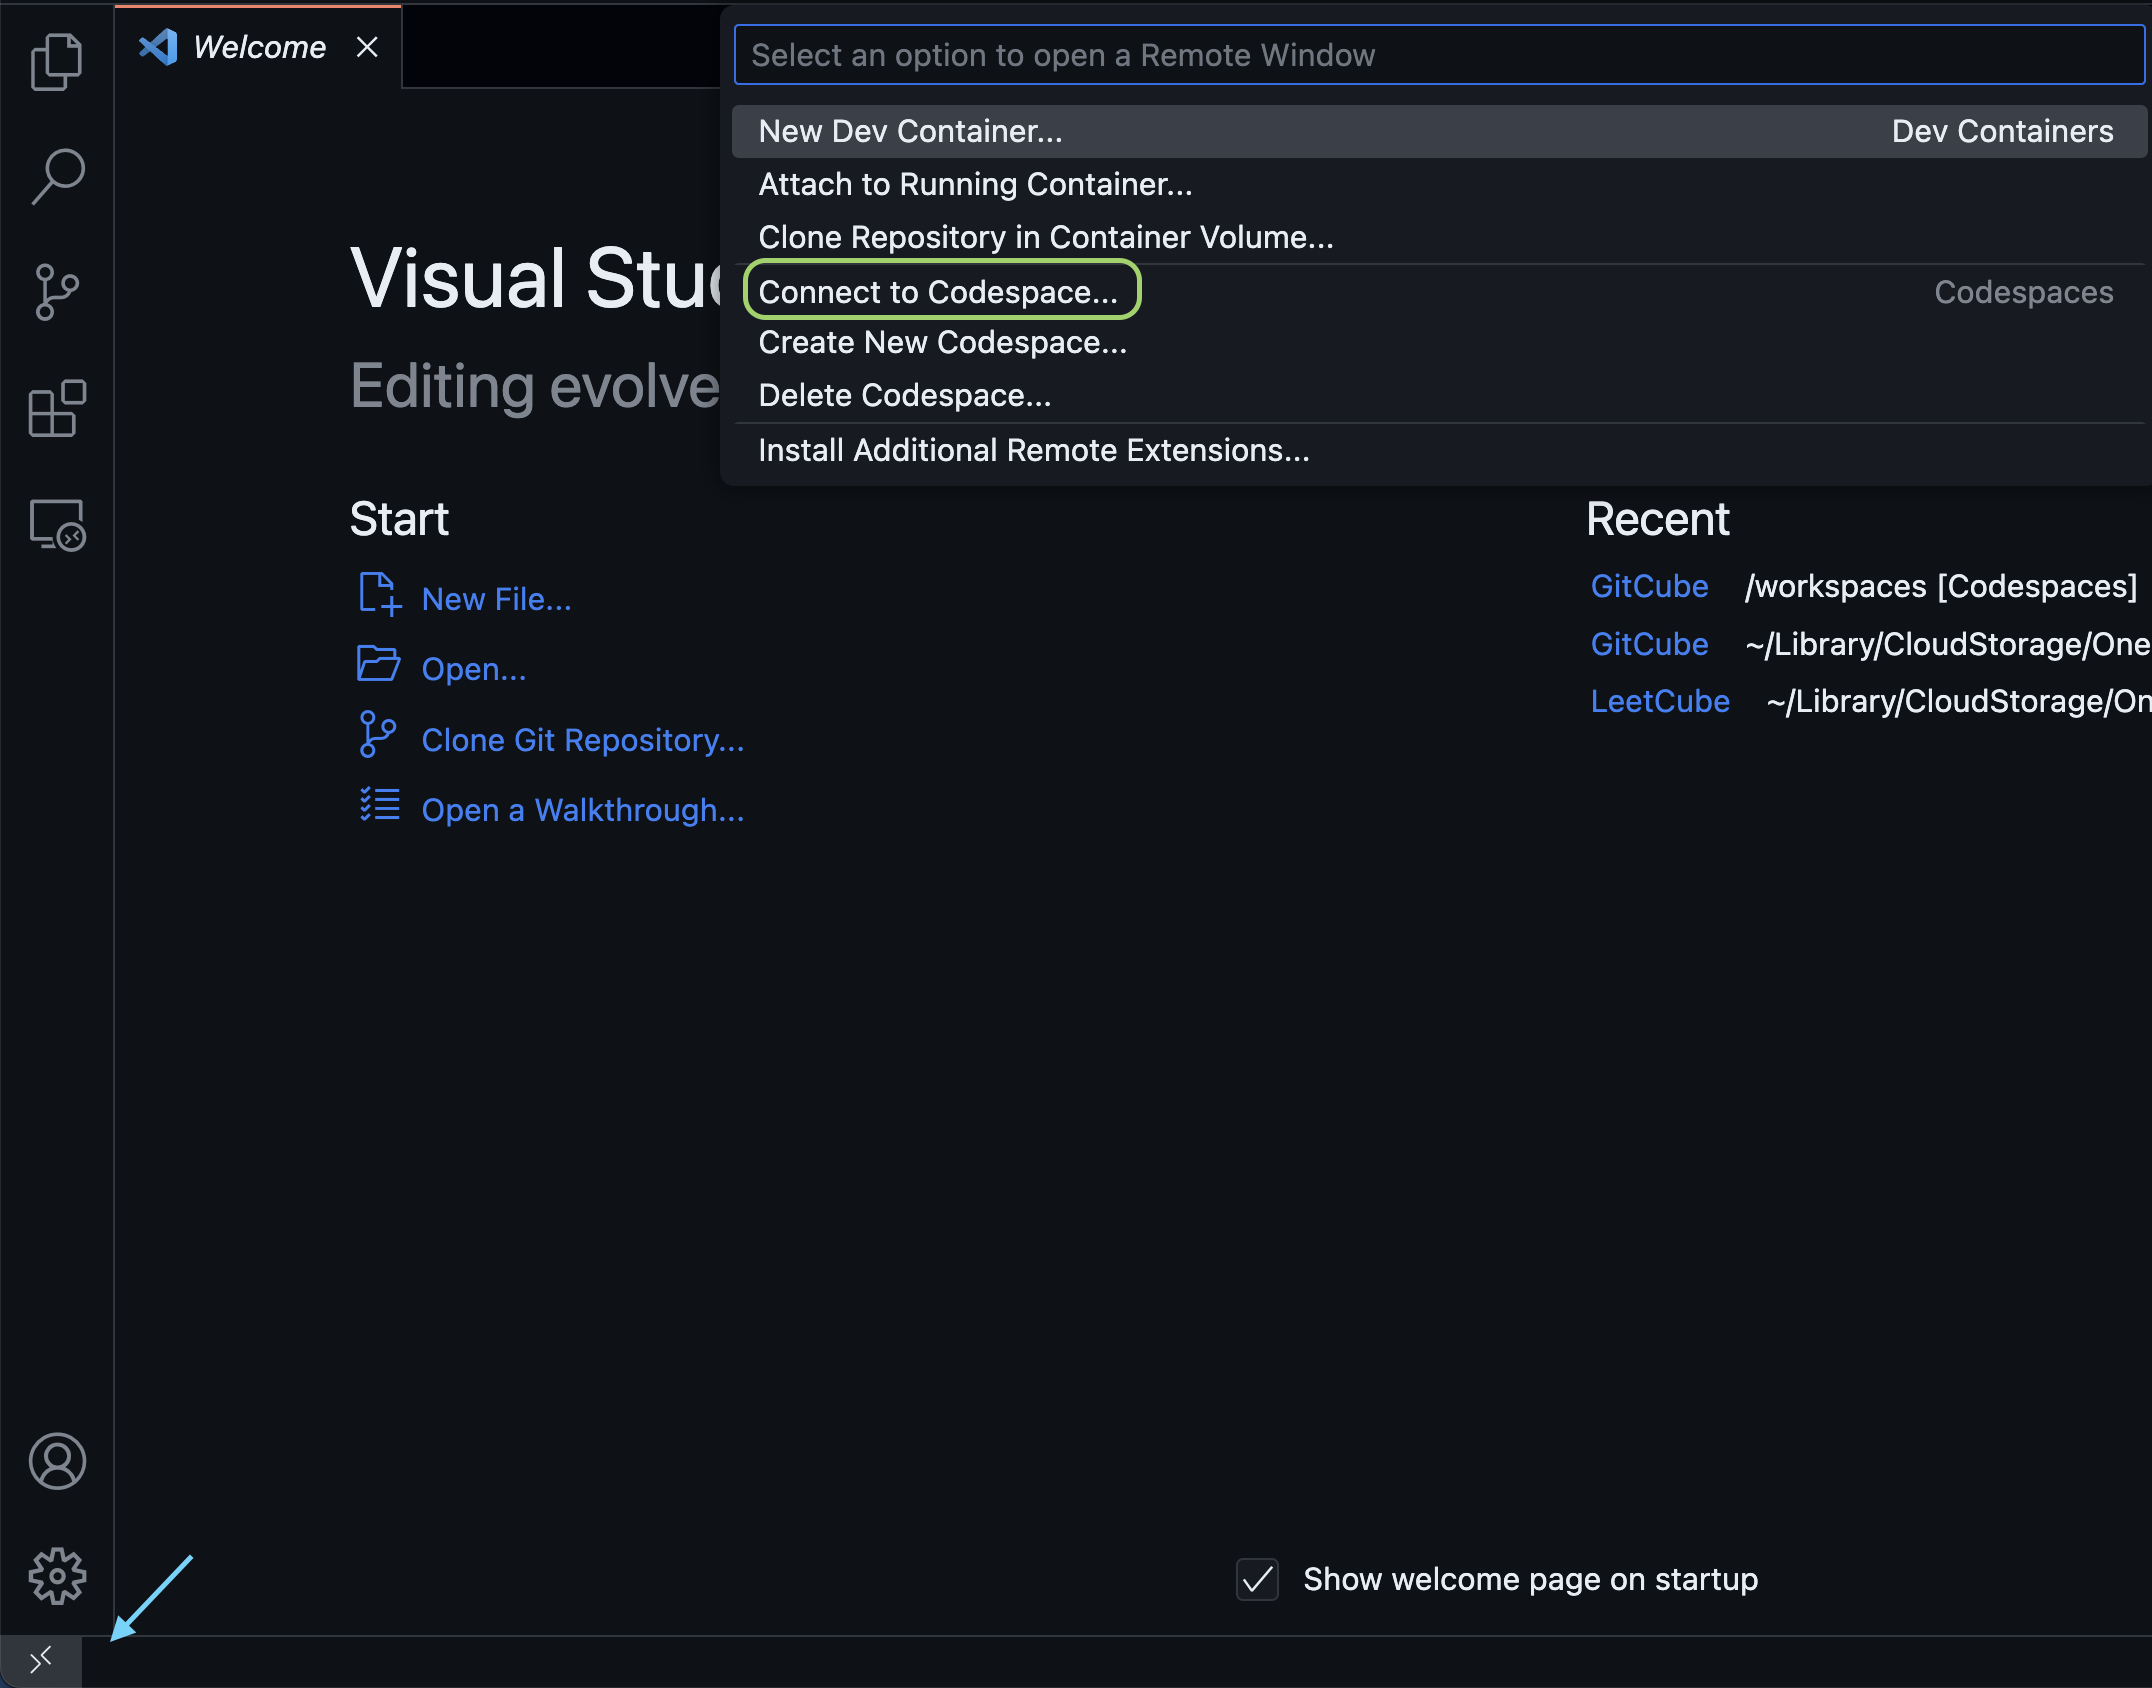 Welcome
Select an option to open a Remote Window
New Dev Container... Dev Containers
Attach to Running Container...
Clone Repository in Container Volume...
Connect to Codespace... Codespaces
Create New Codespace...
Delete Codespace...
Install Additional Remote Extensions...
Visual Stu
Editing evolve
Start
New File...
Open...
Clone Git Repository...
Open a Walkthrough...
Recent
GitCube /workspaces [Codespaces]
GitCube ~/Library/CloudStorage/One
LeetCube ~/Library/CloudStorage/On
Show welcome page on startup